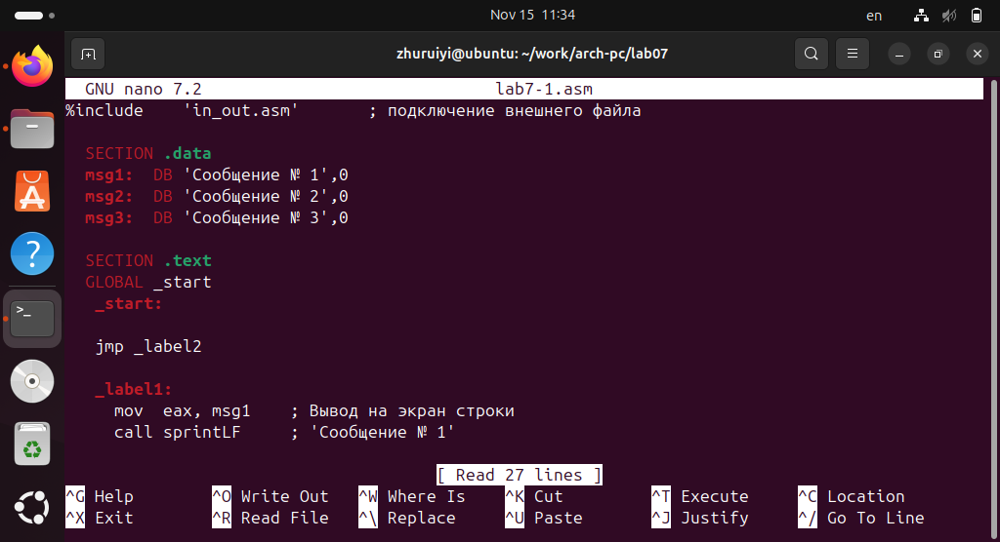 Nov 15 11:34
en
zhuruiyi@ubuntu: ~/work/arch-pc/lab07
GNU nano 7.2 lab7-1.asm
%include 'in_out.asm' ; подключение внешнего файла
SECTION .data
msg1: DB 'Сообщение № 1',0
msg2: DB 'Сообщение № 2',0
msg3: DB 'Сообщение № 3',0
SECTION .text
GLOBAL _start
_start:
jmp _label2
_label1:
mov eax, msg1 ; Вывод на экран строки
call sprintLF ; 'Сообщение № 1'
[ Read 27 lines ]
^G Help ^O Write Out ^W Where Is ^K Cut ^T Execute ^C Location
^X Exit ^R Read File ^\ Replace ^U Paste ^J Justify ^/ Go To Line